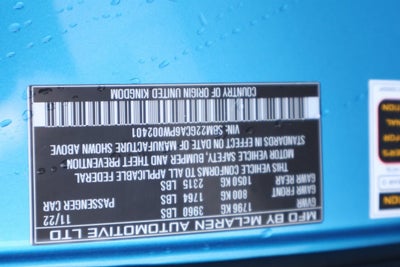 MFD BY McLAREN AUTOMOTIVE LTD
11/22
GVWR 1796 KG 3960 LBS
GAWR FRONT 800 KG 1764 LBS PASSENGER CAR
GAWR REAR 1050 KG 2315 LBS
THIS VEHICLE CONFORMS TO ALL APPLICABLE FEDERAL
MOTOR VEHICLE SAFETY, BUMPER AND THEFT PREVENTION
STANDARDS IN EFFECT ON DATE OF MANUFACTURE SHOWN ABOVE
VIN: SBM22GCA6PW002401
COUNTRY OF ORIGIN UNITED KINGDOM